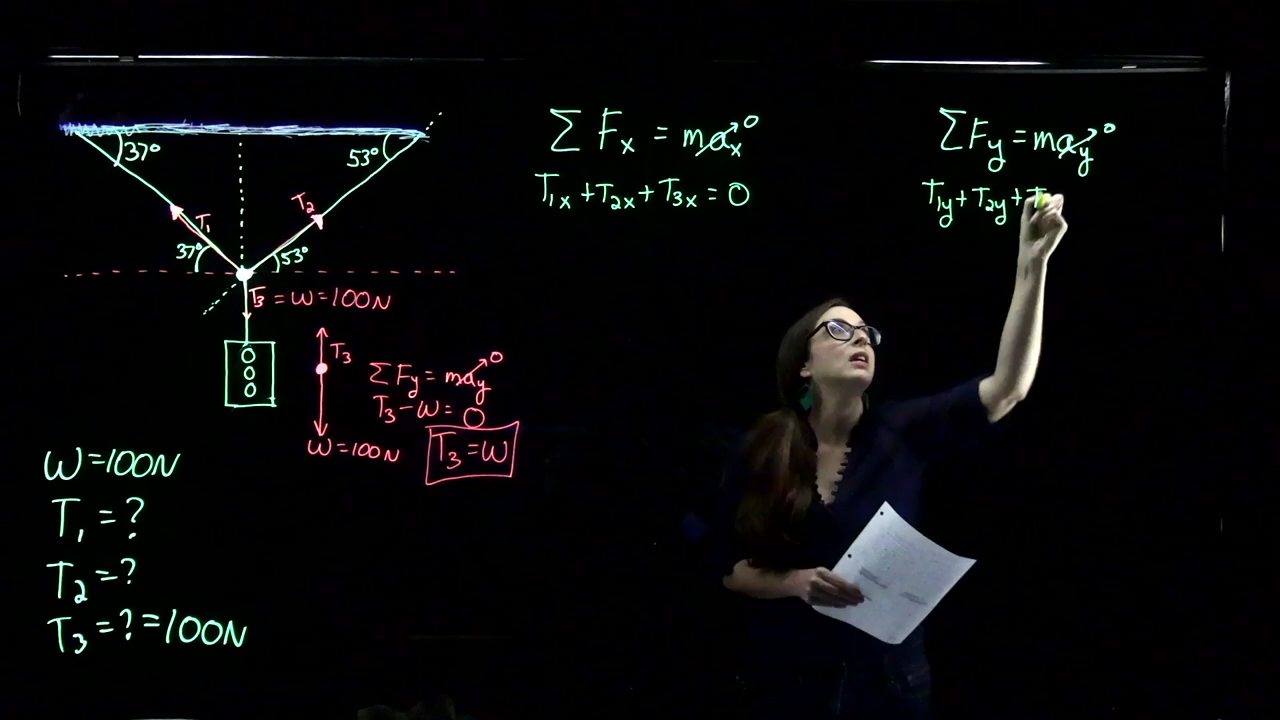 37°
53°
T₁
T₂
37°
53°
T₃ = W = 100N
T₃
ΣFy = may→0
T₃ - W = 0
W = 100N
T₃ = W
W = 100N
T₁ = ?
T₂ = ?
T₃ = ? = 100N
ΣFx = max→0
T₁x + T₂x + T₃x = 0
ΣFy = may→0
T₁y + T₂y + T